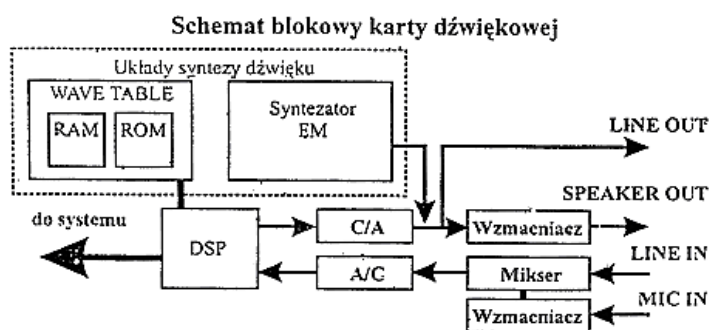 Schemat blokowy karty dźwiękowej
Układy syntezy dźwięku
WAVE TABLE
RAM ROM
Syntezator
EM
LINE OUT
SPEAKER OUT
do systemu
DSP
C/A
Wzmacniacz
LINE IN
A/C
Mikser
MIC IN
Wzmacniacz